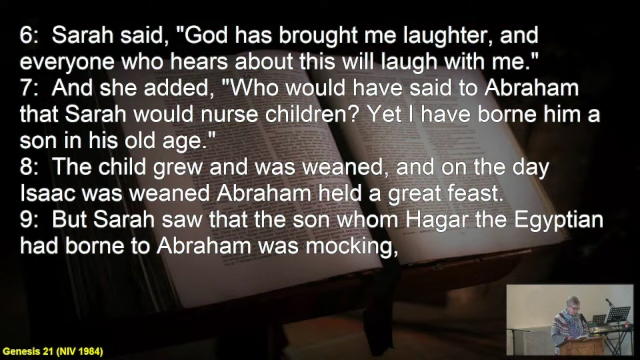 6:  Sarah said, "God has brought me laughter, and
everyone who hears about this will laugh with me."
7:  And she added, "Who would have said to Abraham
that Sarah would nurse children? Yet I have borne him a
son in his old age."
8:  The child grew and was weaned, and on the day
Isaac was weaned Abraham held a great feast.
9:  But Sarah saw that the son whom Hagar the Egyptian
had borne to Abraham was mocking,
Genesis 21 (NIV 1984)